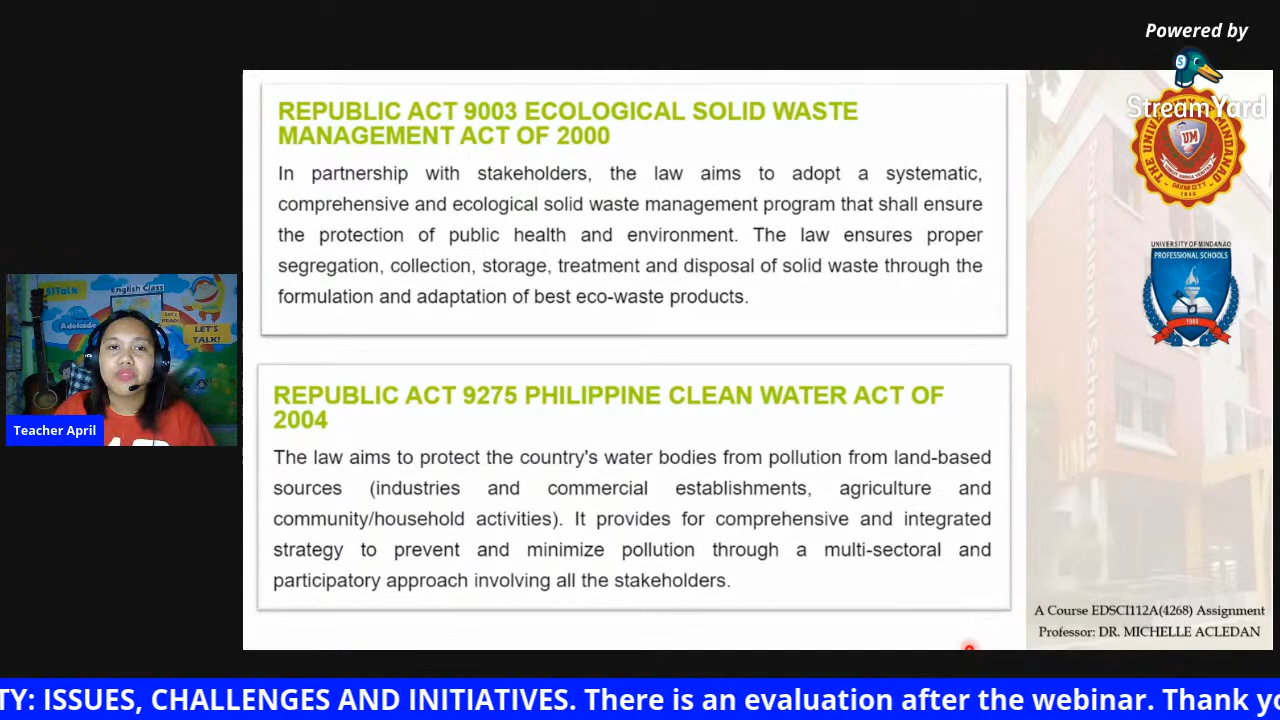 Powered by
StreamYard
REPUBLIC ACT 9003 ECOLOGICAL SOLID WASTE
MANAGEMENT ACT OF 2000
In partnership with stakeholders, the law aims to adopt a systematic,
comprehensive and ecological solid waste management program that shall ensure
the protection of public health and environment. The law ensures proper
segregation, collection, storage, treatment and disposal of solid waste through the
formulation and adaptation of best eco-waste products.
REPUBLIC ACT 9275 PHILIPPINE CLEAN WATER ACT OF
2004
The law aims to protect the country's water bodies from pollution from land-based
sources (industries and commercial establishments, agriculture and
community/household activities). It provides for comprehensive and integrated
strategy to prevent and minimize pollution through a multi-sectoral and
participatory approach involving all the stakeholders.
UM
DAVAO CITY
1946
UNIVERSITY OF MINDANAO
PROFESSIONAL SCHOOLS
Professional Schools
A Course EDSCI112A(4268) Assignment
Professor: DR. MICHELLE ACLEDAN
English Class
Adelaide
LET'S
TALK!
Teacher April
TY: ISSUES, CHALLENGES AND INITIATIVES. There is an evaluation after the webinar. Thank yo